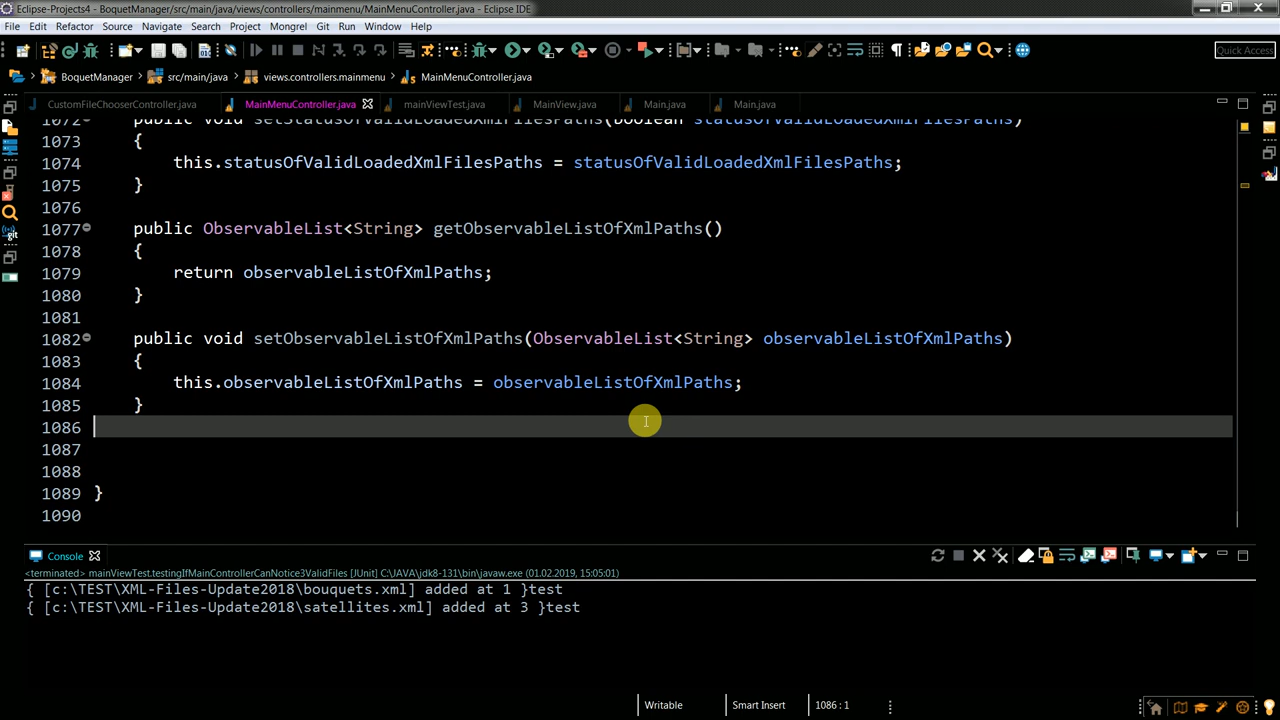 Eclipse-Projects4 - BoquetManager/src/main/java/views/controllers/mainmenu/MainMenuController.java - Eclipse IDE
File Edit Refactor Source Navigate Search Project Mongrel Git Run Window Help
Quick Access
BoquetManager src/main/java views.controllers.mainmenu MainMenuController.java
CustomFileChooserController.java MainMenuController.java mainViewTest.java MainView.java Main.java Main.java
1072 public void setStatusOfValidLoadedXmlFilesPaths(boolean statusOfValidLoadedXmlFilesPaths)
1073 {
1074 this.statusOfValidLoadedXmlFilesPaths = statusOfValidLoadedXmlFilesPaths;
1075 }
1076
1077 public ObservableList<String> getObservableListOfXmlPaths()
1078 {
1079 return observableListOfXmlPaths;
1080 }
1081
1082 public void setObservableListOfXmlPaths(ObservableList<String> observableListOfXmlPaths)
1083 {
1084 this.observableListOfXmlPaths = observableListOfXmlPaths;
1085 }
1086
1087
1088
1089 }
1090
Console
<terminated> mainViewTest.testingIfMainControllerCanNotice3ValidFiles [JUnit] C:\JAVA\jdk8-131\bin\javaw.exe (01.02.2019, 15:05:01)
{ [c:\TEST\XML-Files-Update2018\bouquets.xml] added at 1 }test
{ [c:\TEST\XML-Files-Update2018\satellites.xml] added at 3 }test
Writable Smart Insert 1086 : 1